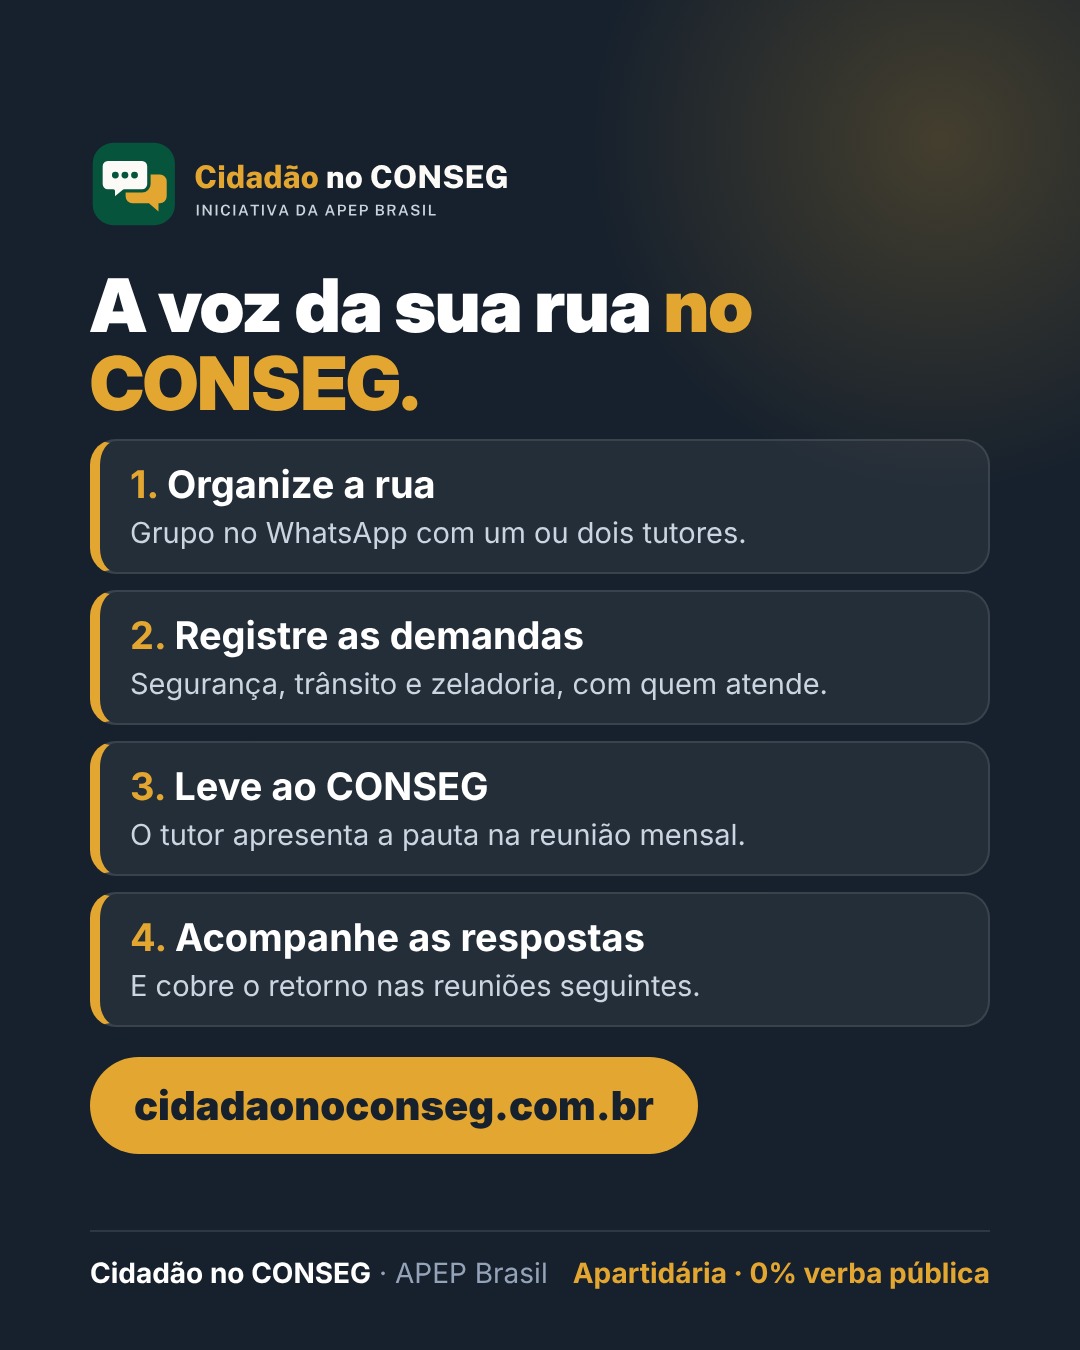 Cidadão no CONSEG
INICIATIVA DA APEP BRASIL
A voz da sua rua no
CONSEG.
1. Organize a rua
Grupo no WhatsApp com um ou dois tutores.
2. Registre as demandas
Segurança, trânsito e zeladoria, com quem atende.
3. Leve ao CONSEG
O tutor apresenta a pauta na reunião mensal.
4. Acompanhe as respostas
E cobre o retorno nas reuniões seguintes.
cidadaonoconseg.com.br
Cidadão no CONSEG · APEP Brasil Apartidária · 0% verba pública